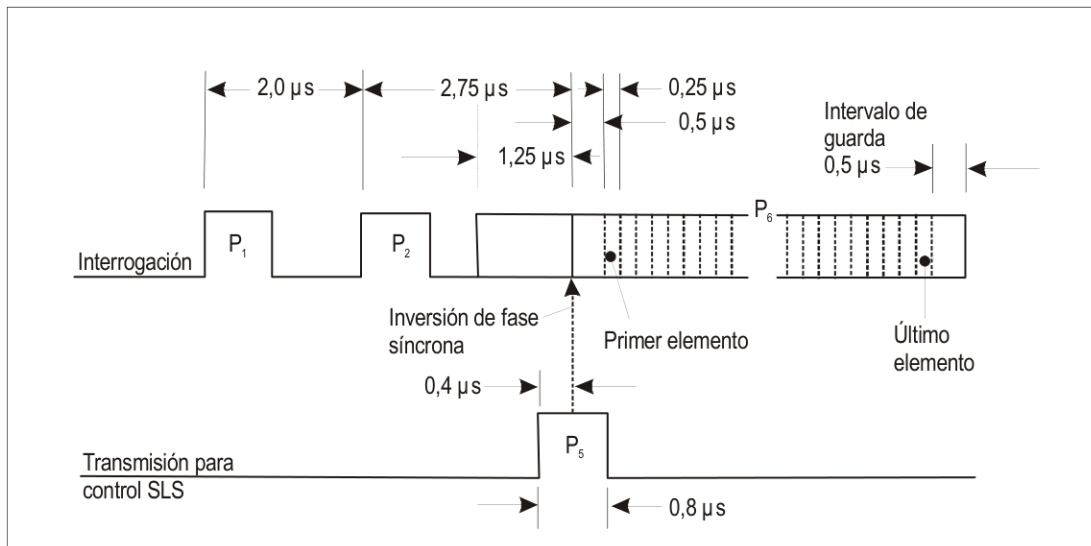 2,0 µs
2,75 µs
0,25 µs
0,5 µs
1,25 µs
Intervalo de
guarda
0,5 µs
P₁
P₂
P₆
Interrogación
Inversión de fase
síncrona
Primer elemento
Último
elemento
0,4 µs
P₅
Transmisión para
control SLS
0,8 µs